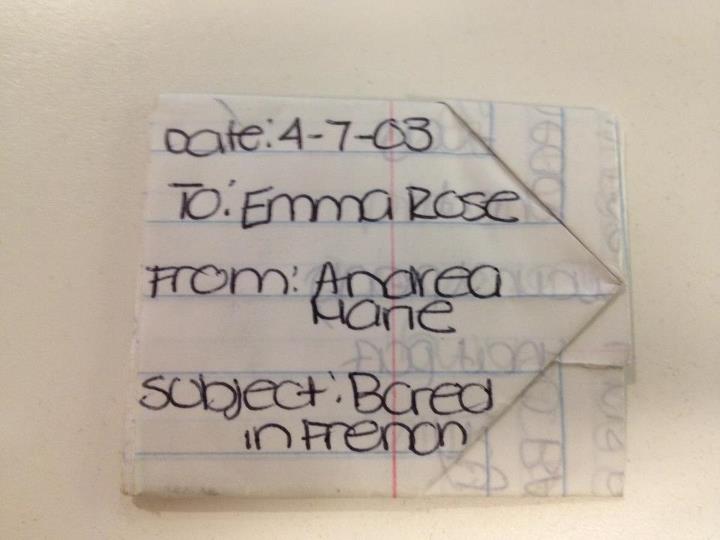 Date: 4-7-03
To: Emma Rose
From: Andrea
Marie
Subject: Bored
in French